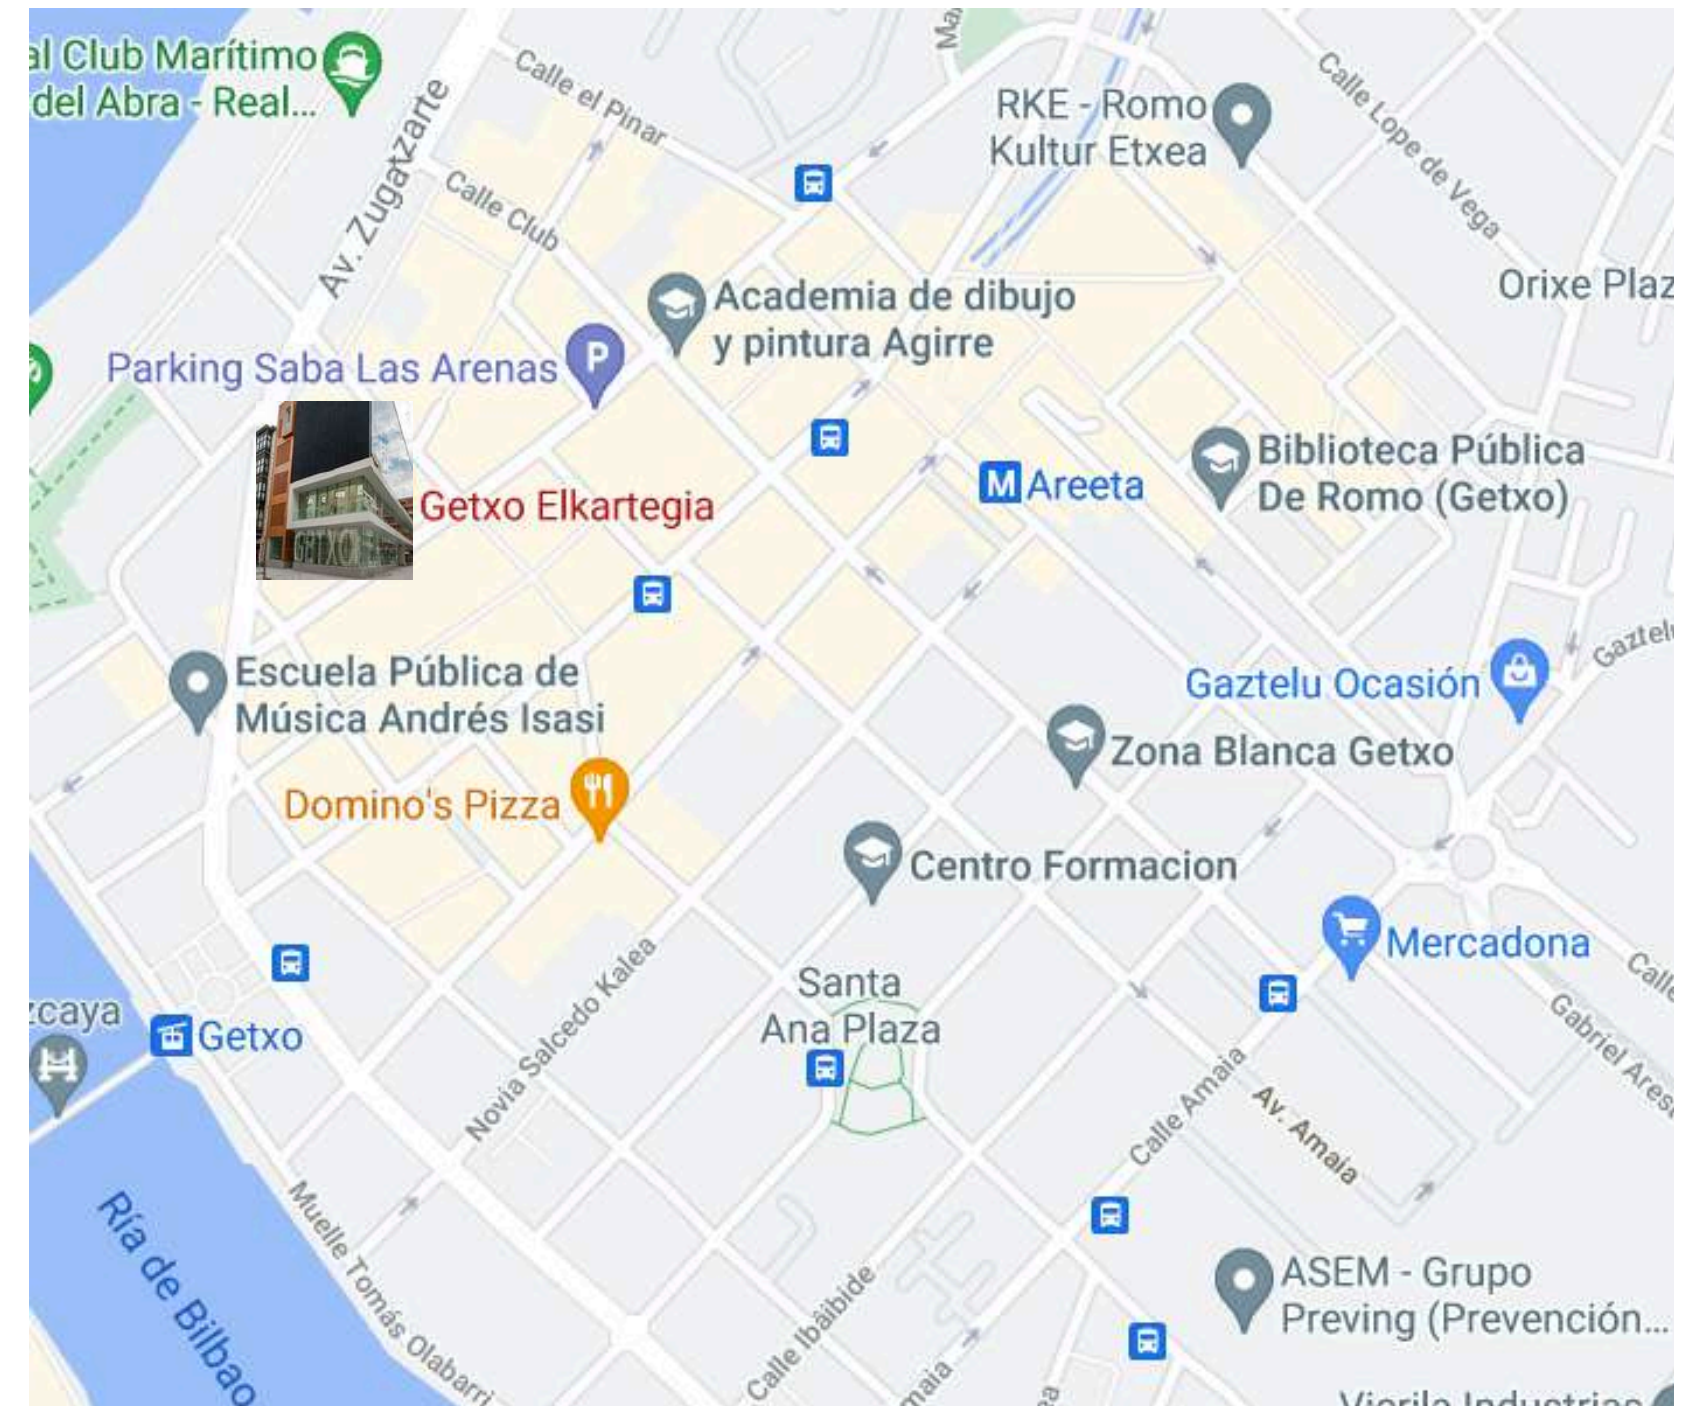 al Club Marítimo
del Abra - Real...
Av. Zugatzarte
Calle el Pinar
Calle Club
RKE - Romo
Kultur Etxea
Calle Lope de Vega
Orixe Plaz
Academia de dibujo
y pintura Agirre
Parking Saba Las Arenas
P
M Areeta
Biblioteca Pública
De Romo (Getxo)
Getxo Elkartegia
GETXO
Escuela Pública de
Música Andrés Isasi
Gaztelu
Gaztelu Ocasión
Zona Blanca Getxo
Domino's Pizza
Centro Formacion
Mercadona
Calle
Gabriel Arest
Santa
Ana Plaza
Novia Salcedo Kalea
zcaya
Getxo
Calle Amaia
Av. Amaia
Muelle Tomás Olabarri
Ría de Bilbao
Calle Ibaibide
maia
ASEM - Grupo
Preving (Prevención...